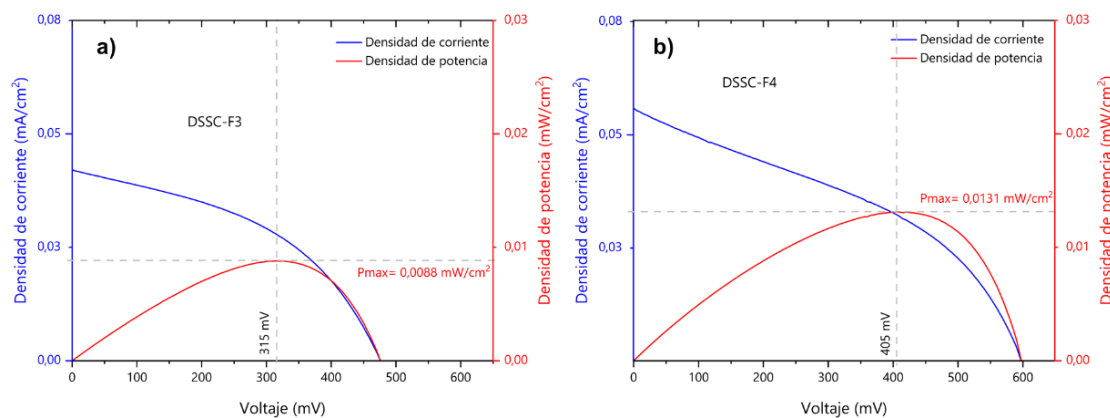 a)
Densidad de corriente
Densidad de potencia
DSSC-F3
Pmax= 0,0088 mW/cm²
315 mV
0,08
0,05
0,03
0,00
Densidad de corriente (mA/cm²)
0,03
0,02
0,01
0,00
Densidad de potencia (mW/cm²)
0 100 200 300 400 500 600
Voltaje (mV)
b)
Densidad de corriente
Densidad de potencia
DSSC-F4
Pmax= 0,0131 mW/cm²
405 mV
0,08
0,05
0,03
0,00
Densidad de corriente (mA/cm²)
0,03
0,02
0,01
0,00
Densidad de potencia (mW/cm²)
0 100 200 300 400 500 600
Voltaje (mV)